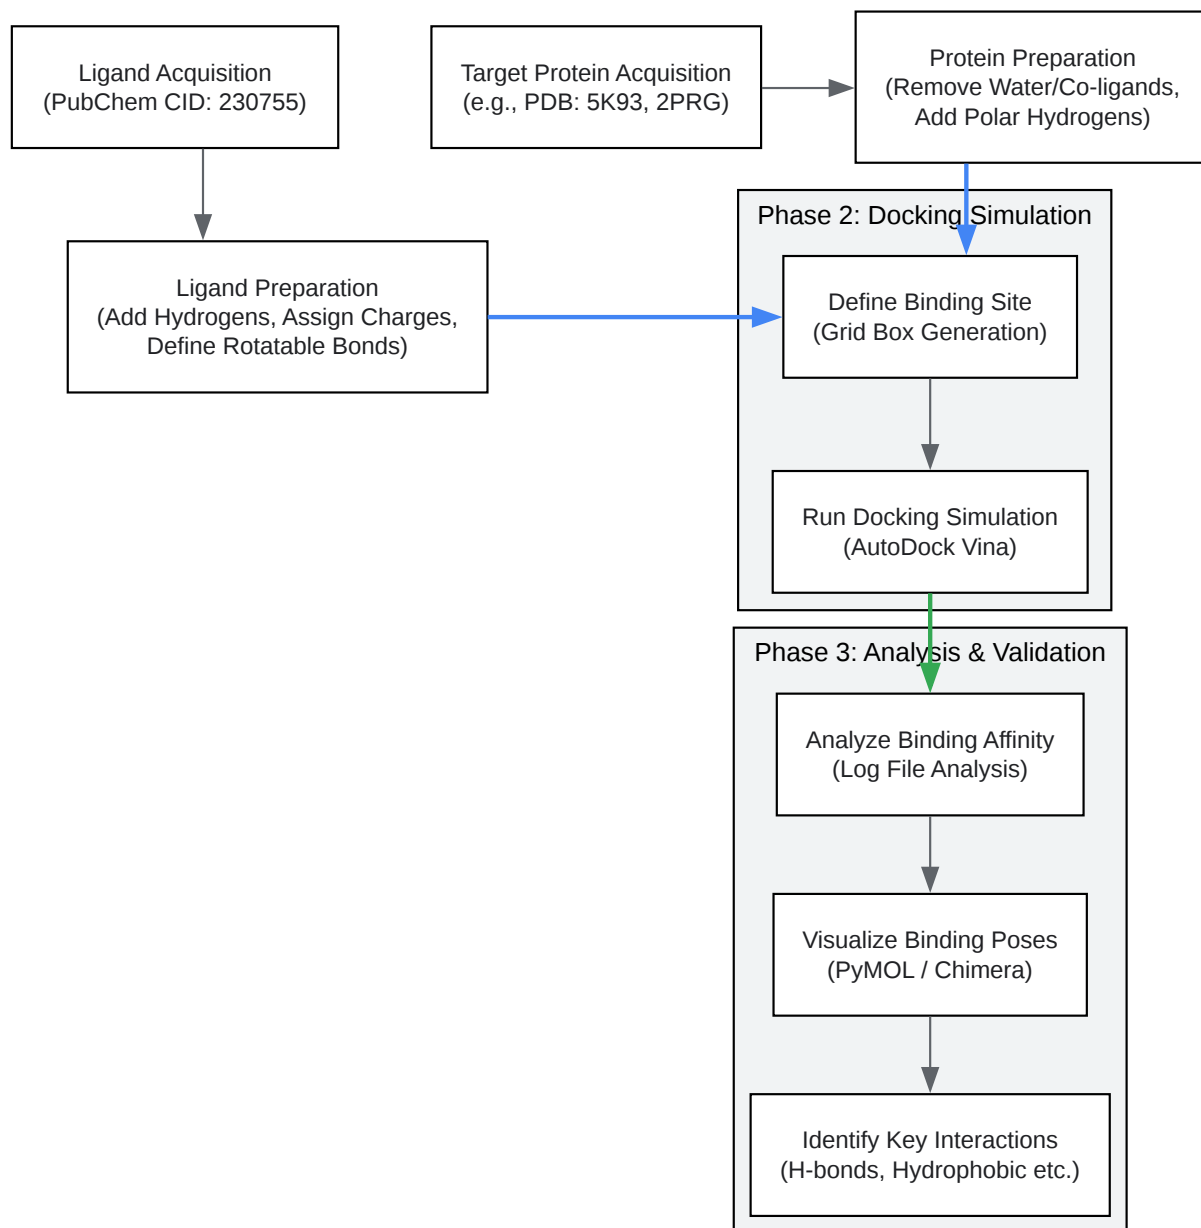 Ligand Acquisition
(PubChem CID: 230755)
Target Protein Acquisition
(e.g., PDB: 5K93, 2PRG)
Protein Preparation
(Remove Water/Co-ligands,
Add Polar Hydrogens)
Ligand Preparation
(Add Hydrogens, Assign Charges,
Define Rotatable Bonds)
Phase 2: Docking Simulation
Define Binding Site
(Grid Box Generation)
Run Docking Simulation
(AutoDock Vina)
Phase 3: Analysis & Validation
Analyze Binding Affinity
(Log File Analysis)
Visualize Binding Poses
(PyMOL / Chimera)
Identify Key Interactions
(H-bonds, Hydrophobic etc.)